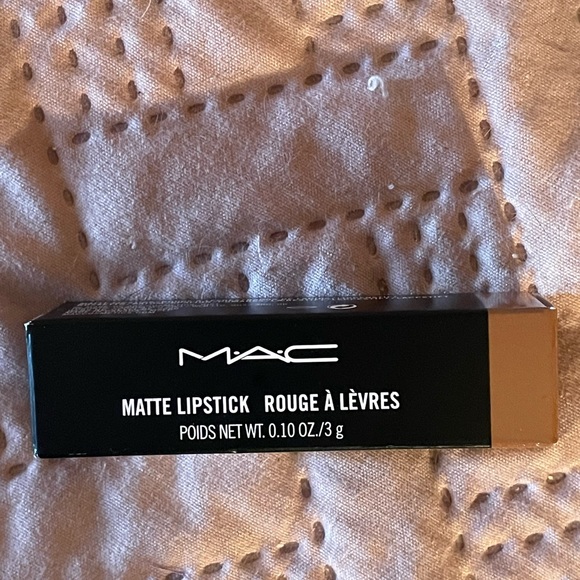 M·A·C
MATTE LIPSTICK ROUGE À LÈVRES
POIDS NET WT. 0.10 OZ./3 g